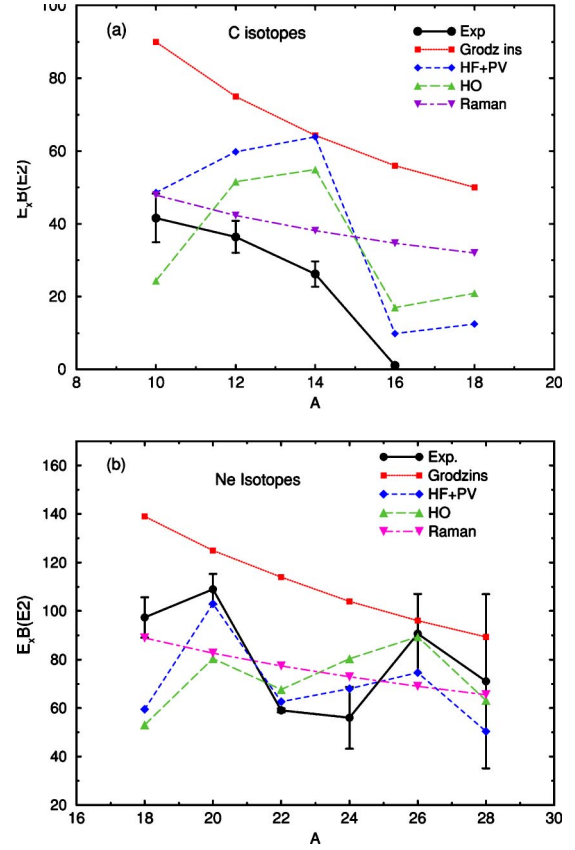 100
(a)
C isotopes
Exp
Grodz ins
HF+PV
HO
Raman
80
60
40
20
0
ExB(E2)
8 10 12 14 16 18 20
A
(b)
Ne Isotopes
Exp.
Grodzins
HF+PV
HO
Raman
160
140
120
100
80
60
40
20
ExB(E2)
16 18 20 22 24 26 28 30
A